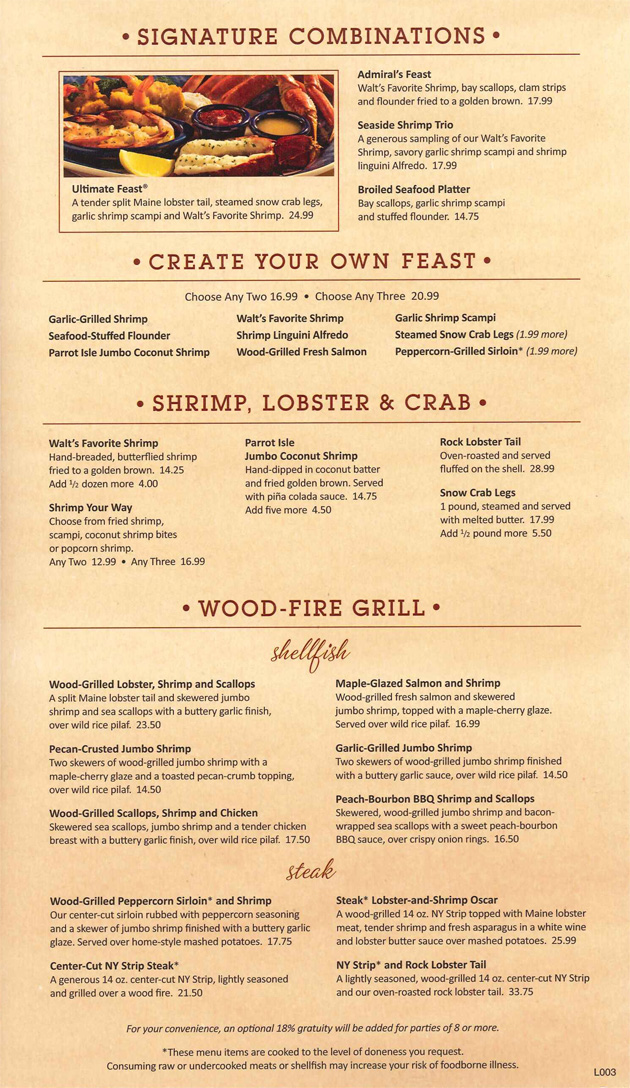 • SIGNATURE COMBINATIONS •
Ultimate Feast®
A tender split Maine lobster tail, steamed snow crab legs,
garlic shrimp scampi and Walt's Favorite Shrimp. 24.99
Admiral's Feast
Walt's Favorite Shrimp, bay scallops, clam strips
and flounder fried to a golden brown. 17.99
Seaside Shrimp Trio
A generous sampling of our Walt's Favorite
Shrimp, savory garlic shrimp scampi and shrimp
linguini Alfredo. 17.99
Broiled Seafood Platter
Bay scallops, garlic shrimp scampi
and stuffed flounder. 14.75
• CREATE YOUR OWN FEAST •
Choose Any Two 16.99 • Choose Any Three 20.99
Garlic-Grilled Shrimp
Seafood-Stuffed Flounder
Parrot Isle Jumbo Coconut Shrimp
Walt's Favorite Shrimp
Shrimp Linguini Alfredo
Wood-Grilled Fresh Salmon
Garlic Shrimp Scampi
Steamed Snow Crab Legs (1.99 more)
Peppercorn-Grilled Sirloin* (1.99 more)
• SHRIMP, LOBSTER & CRAB •
Walt's Favorite Shrimp
Hand-breaded, butterflied shrimp
fried to a golden brown. 14.25
Add 1/2 dozen more 4.00
Shrimp Your Way
Choose from fried shrimp,
scampi, coconut shrimp bites
or popcorn shrimp.
Any Two 12.99 • Any Three 16.99
Parrot Isle
Jumbo Coconut Shrimp
Hand-dipped in coconut batter
and fried golden brown. Served
with piña colada sauce. 14.75
Add five more 4.50
Rock Lobster Tail
Oven-roasted and served
fluffed on the shell. 28.99
Snow Crab Legs
1 pound, steamed and served
with melted butter. 17.99
Add 1/2 pound more 5.50
• WOOD-FIRE GRILL •
shellfish
Wood-Grilled Lobster, Shrimp and Scallops
A split Maine lobster tail and skewered jumbo
shrimp and sea scallops with a buttery garlic finish,
over wild rice pilaf. 23.50
Pecan-Crusted Jumbo Shrimp
Two skewers of wood-grilled jumbo shrimp with a
maple-cherry glaze and a toasted pecan-crumb topping,
over wild rice pilaf. 14.50
Wood-Grilled Scallops, Shrimp and Chicken
Skewered sea scallops, jumbo shrimp and a tender chicken
breast with a buttery garlic finish, over wild rice pilaf. 17.50
Maple-Glazed Salmon and Shrimp
Wood-grilled fresh salmon and skewered
jumbo shrimp, topped with a maple-cherry glaze.
Served over wild rice pilaf. 16.99
Garlic-Grilled Jumbo Shrimp
Two skewers of wood-grilled jumbo shrimp finished
with a buttery garlic sauce, over wild rice pilaf. 14.50
Peach-Bourbon BBQ Shrimp and Scallops
Skewered, wood-grilled jumbo shrimp and bacon-
wrapped sea scallops with a sweet peach-bourbon
BBQ sauce, over crispy onion rings. 16.50
steak
Wood-Grilled Peppercorn Sirloin* and Shrimp
Our center-cut sirloin rubbed with peppercorn seasoning
and a skewer of jumbo shrimp finished with a buttery garlic
glaze. Served over home-style mashed potatoes. 17.75
Center-Cut NY Strip Steak*
A generous 14 oz. center-cut NY Strip, lightly seasoned
and grilled over a wood fire. 21.50
Steak* Lobster-and-Shrimp Oscar
A wood-grilled 14 oz. NY Strip topped with Maine lobster
meat, tender shrimp and fresh asparagus in a white wine
and lobster butter sauce over mashed potatoes. 25.99
NY Strip* and Rock Lobster Tail
A lightly seasoned, wood-grilled 14 oz. center-cut NY Strip
and our oven-roasted rock lobster tail. 33.75
For your convenience, an optional 18% gratuity will be added for parties of 8 or more.
*These menu items are cooked to the level of doneness you request.
Consuming raw or undercooked meats or shellfish may increase your risk of foodborne illness.
L003